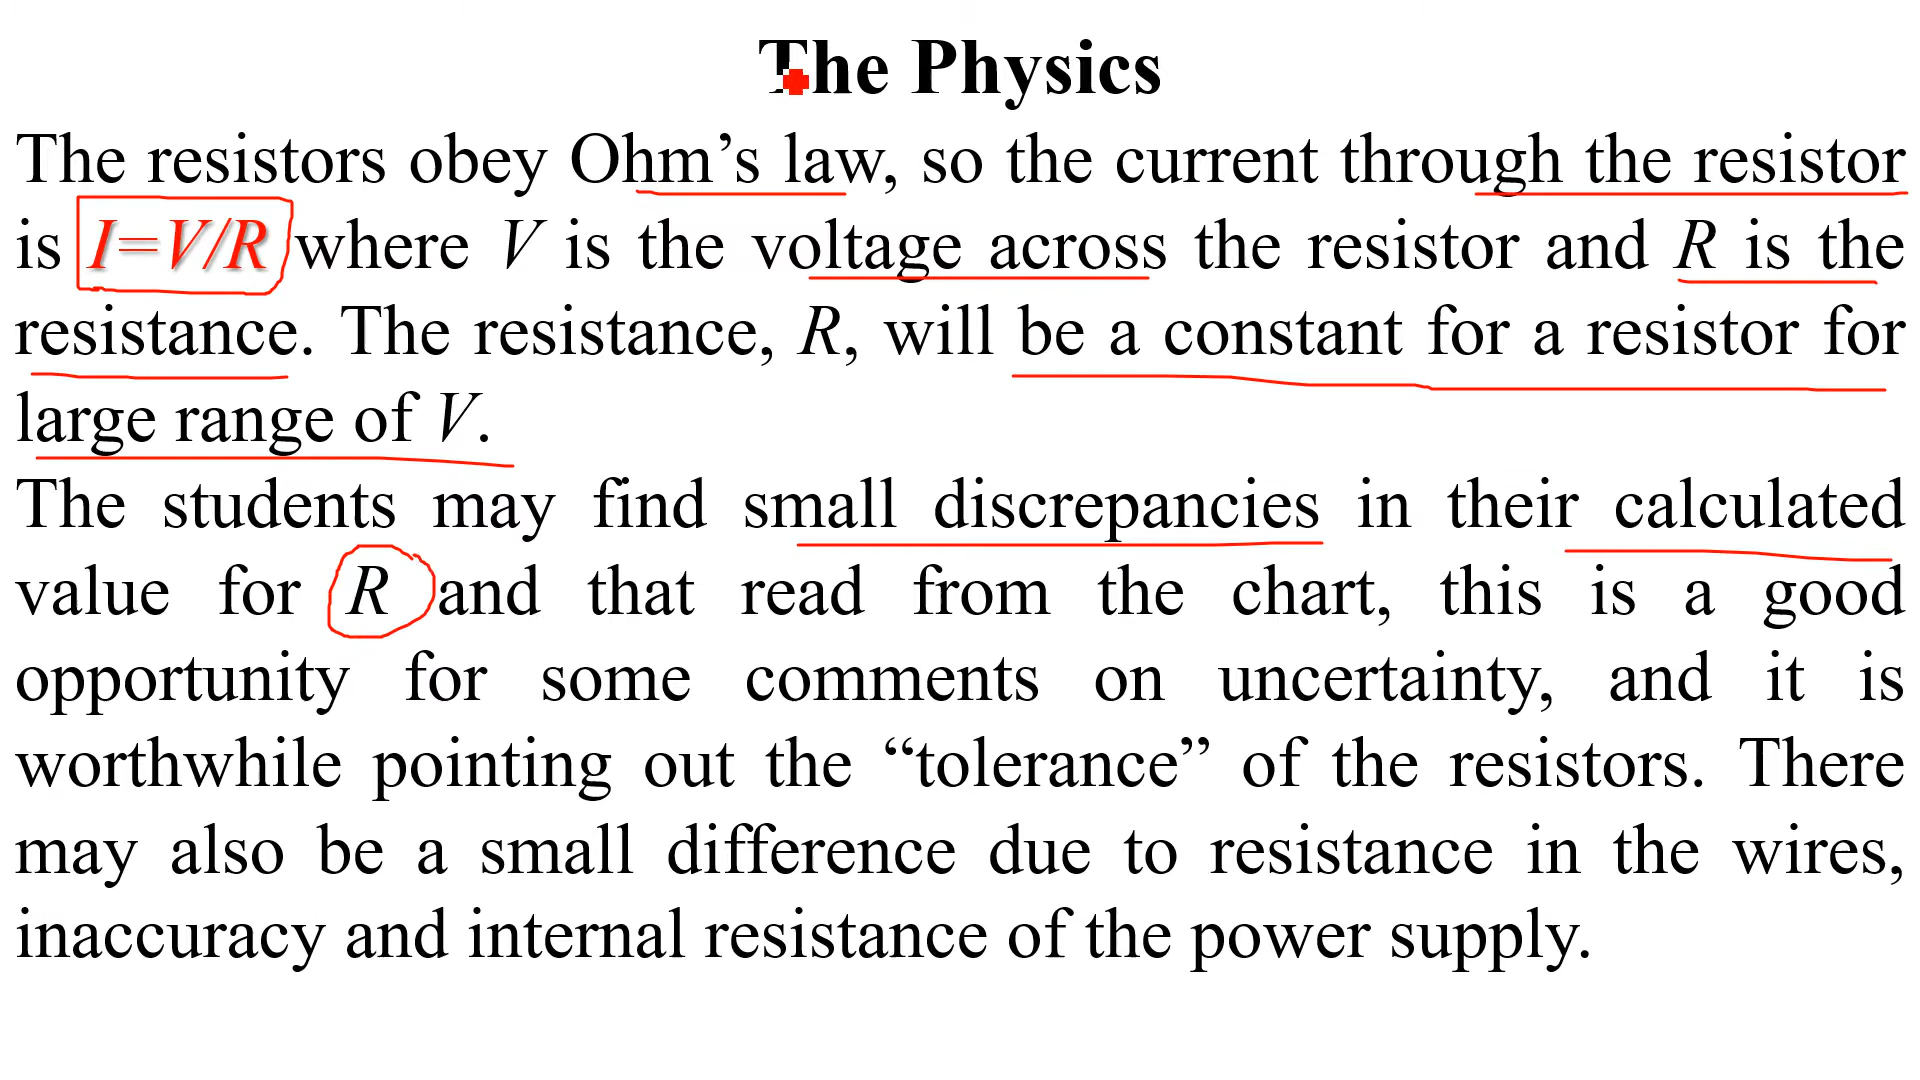 The Physics
The resistors obey Ohm’s law, so the current through the resistor
is I=V/R where V is the voltage across the resistor and R is the
resistance. The resistance, R, will be a constant for a resistor for
large range of V.
The students may find small discrepancies in their calculated
value for R and that read from the chart, this is a good
opportunity for some comments on uncertainty, and it is
worthwhile pointing out the “tolerance” of the resistors. There
may also be a small difference due to resistance in the wires,
inaccuracy and internal resistance of the power supply.